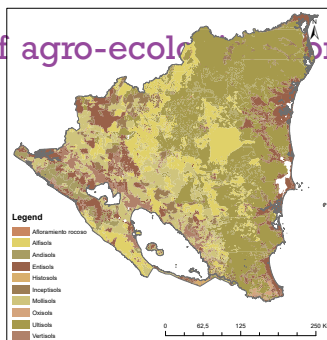 f agro-ecolo
N
Legend
Afloramiento rocoso
Alfisols
Andisols
Entisols
Histosols
Inceptisols
Mollisols
Oxisols
Ultisols
Vertisols
0 62,5 125 250 K